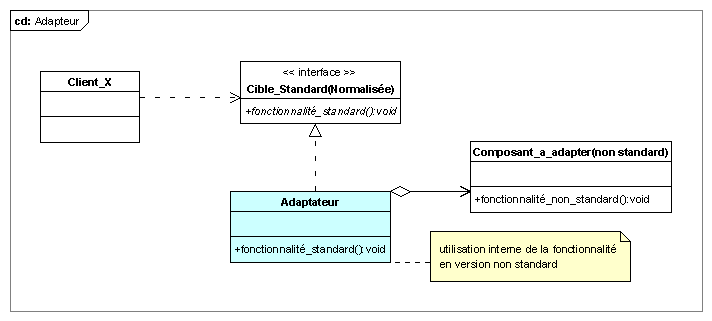 cd: Adapteur
Client_X
<< interface >>
Cible_Standard(Normalisée)
+fonctionnalité_standard():void
Composant_a_adapter(non standard)
+fonctionnalité_non_standard():void
Adaptateur
+fonctionnalité_standard():void
utilisation interne de la fonctionnalité
en version non standard